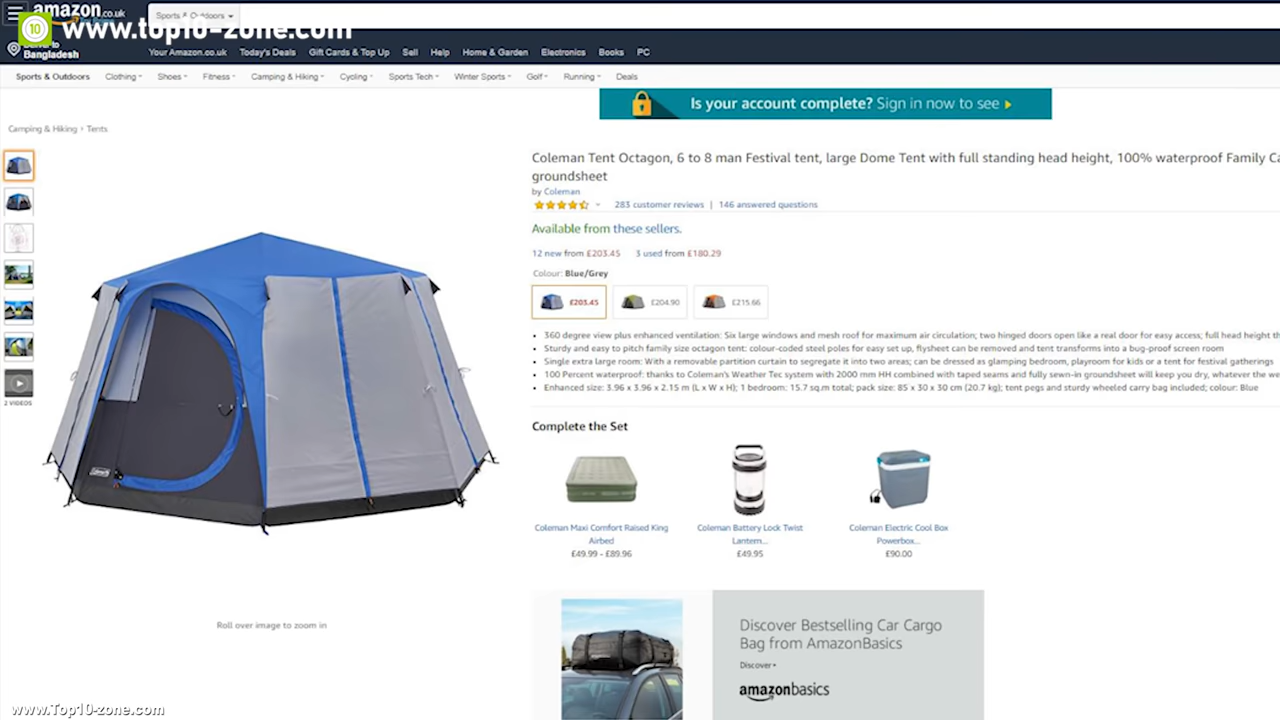 amazon.co.uk
Sports & Outdoors
10
www.top10-zone.com
Bangladesh
Your Amazon.co.uk Today's Deals Gift Cards & Top Up Sell Help Home & Garden Electronics Books PC
Sports & Outdoors Clothing Shoes Fitness Camping & Hiking Cycling Sports Tech Winter Sports Golf Running Deals
Is your account complete? Sign in now to see
Camping & Hiking › Tents
Coleman Tent Octagon, 6 to 8 man Festival tent, large Dome Tent with full standing head height, 100% waterproof Family Ca
groundsheet
by Coleman
283 customer reviews | 146 answered questions
Available from these sellers.
12 new from £203.45 3 used from £180.29
Colour: Blue/Grey
£203.45 £204.90 £215.66
• 360 degree view plus enhanced ventilation: Six large windows and mesh roof for maximum air circulation; two hinged doors open like a real door for easy access; full head height th
• Sturdy and easy to pitch family size octagon tent: colour-coded steel poles for easy set up, flysheet can be removed and tent transforms into a bug-proof screen room
• Single extra large room: With a removable partition curtain to segregate it into two areas; can be dressed as glamping bedroom, playroom for kids or a tent for festival gatherings
• 100 Percent waterproof: thanks to Coleman's Weather Tec system with 2000 mm HH combined with taped seams and fully sewn-in groundsheet will keep you dry, whatever the we
• Enhanced size: 3.96 x 3.96 x 2.15 m (L x W x H); 1 bedroom: 15.7 sq.m total; pack size: 85 x 30 x 30 cm (20.7 kg); tent pegs and sturdy wheeled carry bag included; colour: Blue
2 VIDEOS
Coleman
Complete the Set
Coleman Maxi Comfort Raised King
Airbed
£49.99 - £89.96
Coleman Battery Lock Twist
Lantern...
£49.95
Coleman Electric Cool Box
Powerbox...
£90.00
Roll over image to zoom in
Discover Bestselling Car Cargo
Bag from AmazonBasics
Discover
amazonbasics
www.Top10-zone.com